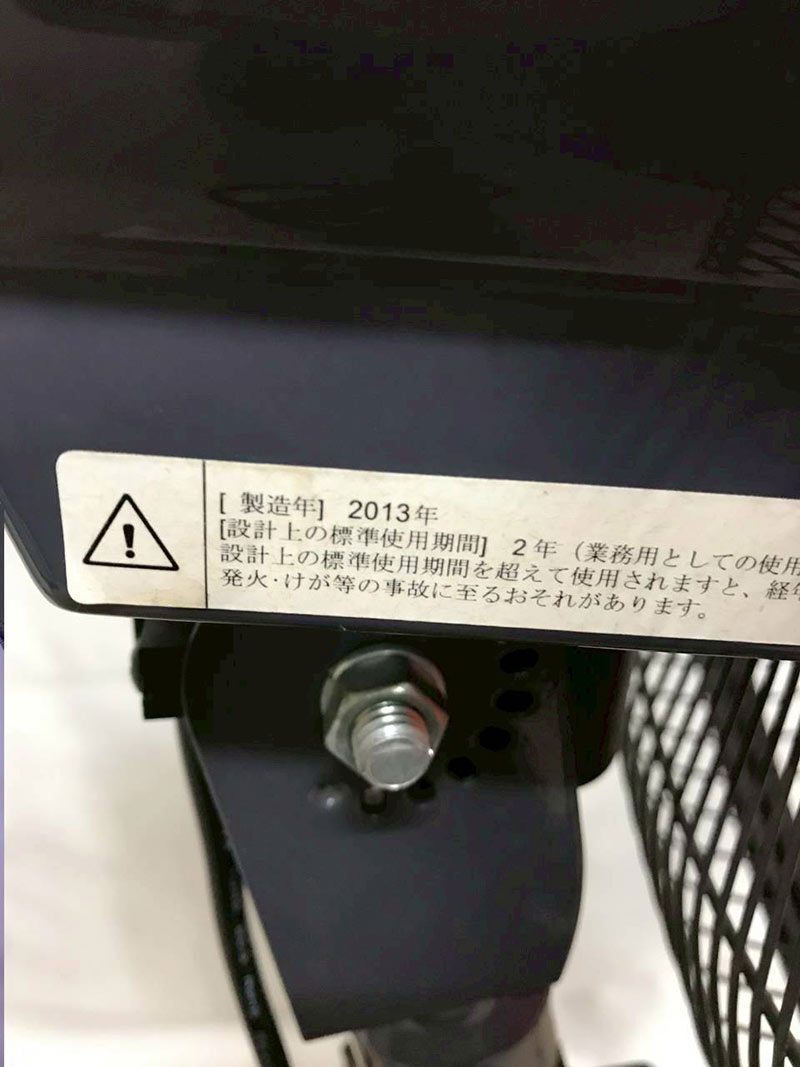 [ 製造年] 2013年
[設計上の標準使用期間] 2年（業務用としての使用
設計上の標準使用期間を超えて使用されますと、経年
発火・けが等の事故に至るおそれがあります。